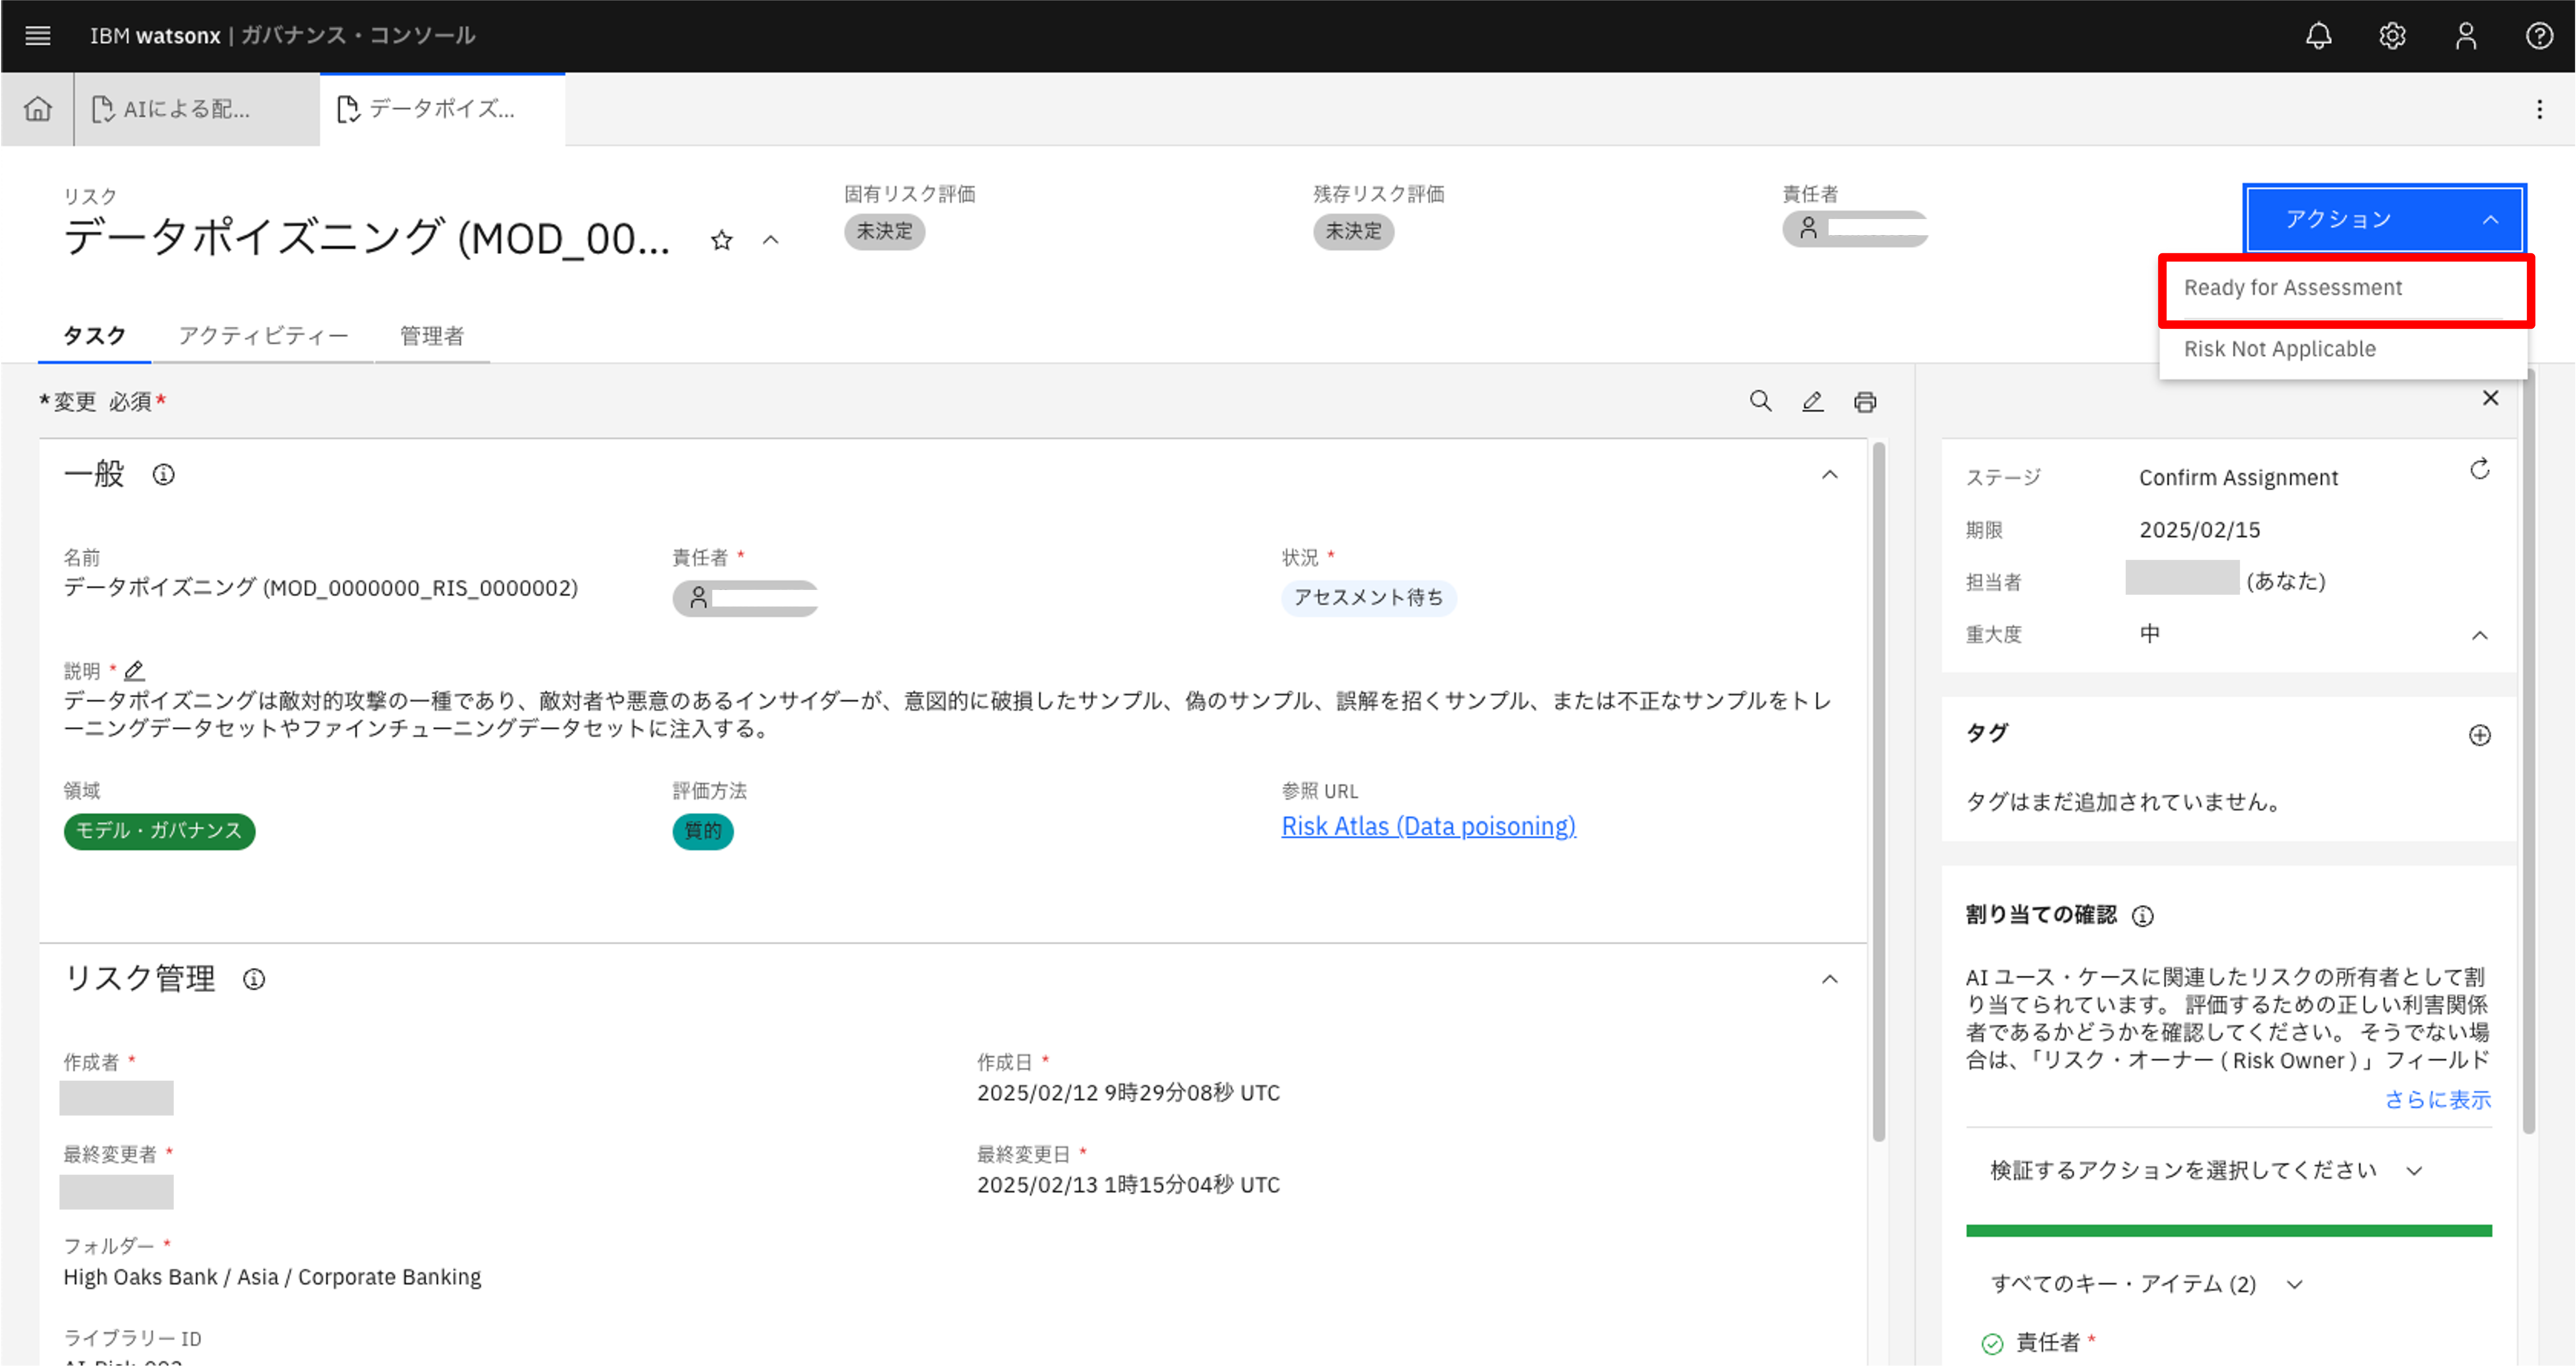 IBM watsonx | ガバナンス・コンソール
AIによる配...
データポイズ...
リスク
データポイズニング (MOD_00...
固有リスク評価
未決定
残存リスク評価
未決定
責任者
アクション
Ready for Assessment
Risk Not Applicable
タスク
アクティビティー
管理者
*変更 必須*
一般
名前
データポイズニング (MOD_0000000_RIS_0000002)
責任者 *
状況 *
アセスメント待ち
説明 *
データポイズニングは敵対的攻撃の一種であり、敵対者や悪意のあるインサイダーが、意図的に破損したサンプル、偽のサンプル、誤解を招くサンプル、または不正なサンプルをトレ
ーニングデータセットやファインチューニングデータセットに注入する。
領域
モデル・ガバナンス
評価方法
質的
参照 URL
Risk Atlas (Data poisoning)
リスク管理
作成者 *
作成日 *
2025/02/12 9時29分08秒 UTC
最終変更者 *
最終変更日 *
2025/02/13 1時15分04秒 UTC
フォルダー *
High Oaks Bank / Asia / Corporate Banking
ライブラリー ID
ステージ
Confirm Assignment
期限
2025/02/15
担当者
(あなた)
重大度
中
タグ
タグはまだ追加されていません。
割り当ての確認
AI ユース・ケースに関連したリスクの所有者として割
り当てられています。 評価するための正しい利害関係
者であるかどうかを確認してください。 そうでない場
合は、「リスク・オーナー ( Risk Owner ) 」フィールド
さらに表示
検証するアクションを選択してください
すべてのキー・アイテム (2)
責任者 *